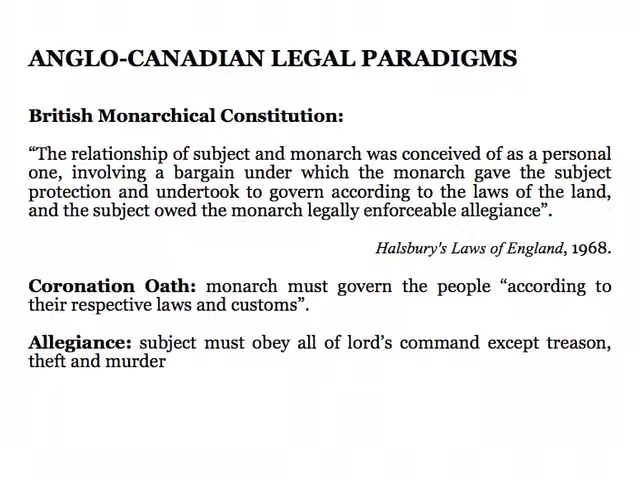 ANGLO-CANADIAN LEGAL PARADIGMS
British Monarchical Constitution:
“The relationship of subject and monarch was conceived of as a personal
one, involving a bargain under which the monarch gave the subject
protection and undertook to govern according to the laws of the land,
and the subject owed the monarch legally enforceable allegiance”.
Halsbury's Laws of England, 1968.
Coronation Oath: monarch must govern the people “according to
their respective laws and customs”.
Allegiance: subject must obey all of lord’s command except treason,
theft and murder